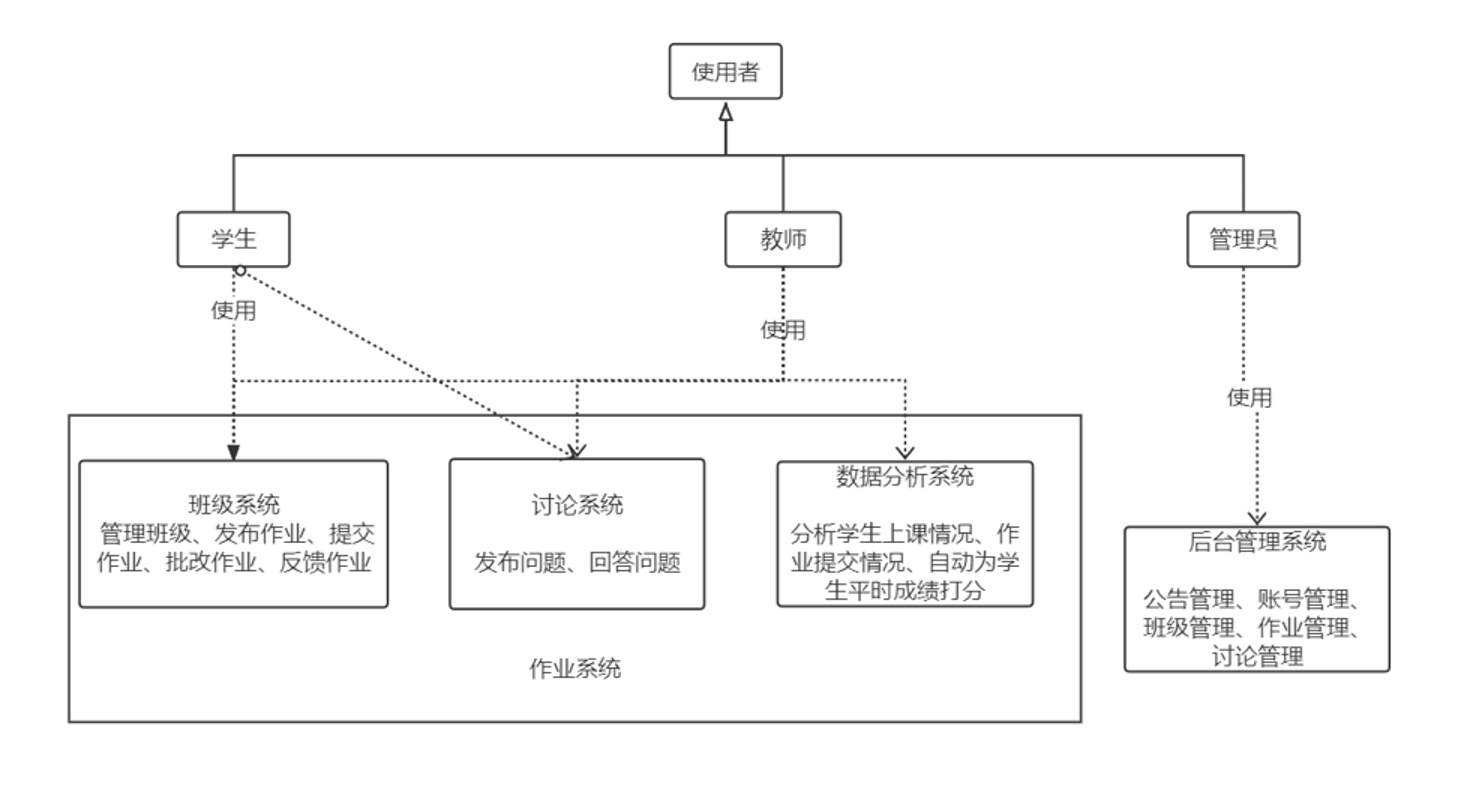 使用者
学生
教师
管理员
使用
使用
使用
班级系统
管理班级、发布作业、提交
作业、批改作业、反馈作业
讨论系统
发布问题、回答问题
数据分析系统
分析学生上课情况、作
业提交情况、自动为学
生平时成绩打分
后台管理系统
公告管理、账号管理、
班级管理、作业管理、
讨论管理
作业系统